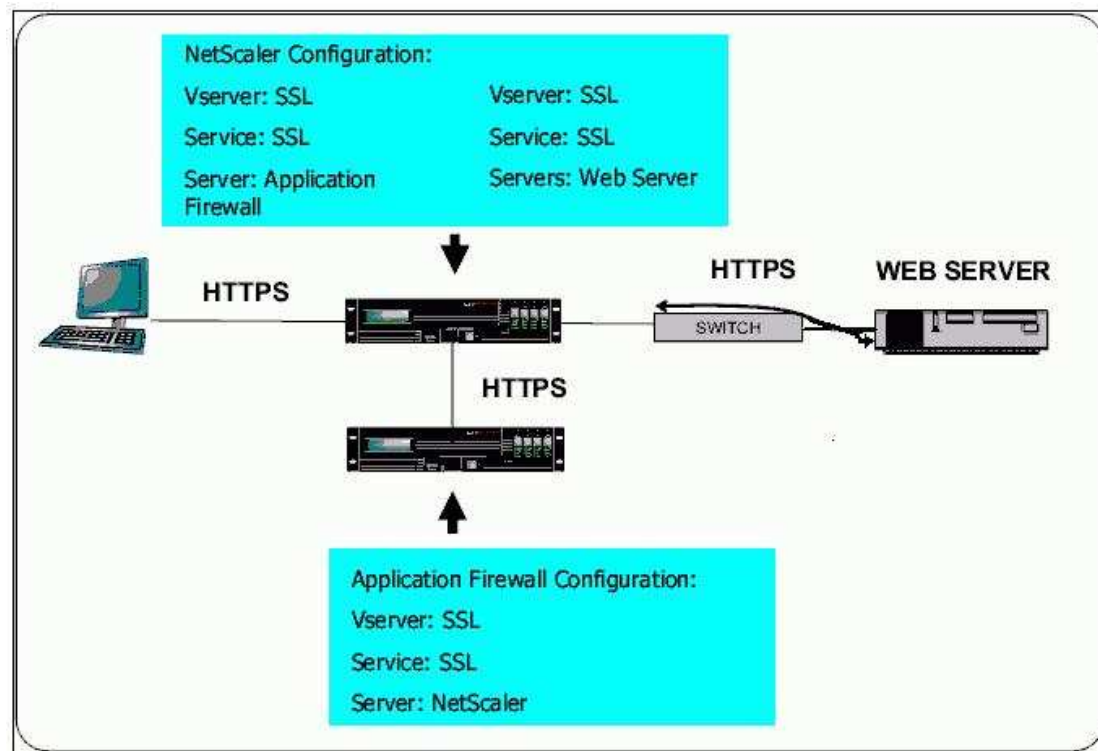 NetScaler Configuration:
Vserver: SSL
Service: SSL
Server: Application
Firewall
Vserver: SSL
Service: SSL
Servers: Web Server
HTTPS
HTTPS
WEB SERVER
SWITCH
HTTPS
Application Firewall Configuration:
Vserver: SSL
Service: SSL
Server: NetScaler